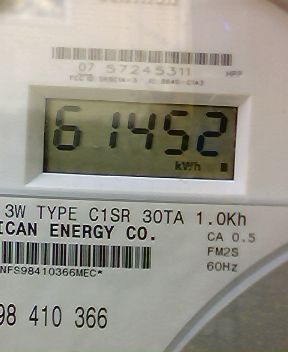 07 57245311 HPP
61452
kWh
3W TYPE C1SR 30TA 1.0Kh
ICAN ENERGY CO.
CA 0.5
FM2S
60Hz
NFS98410366MEC*
98 410 366